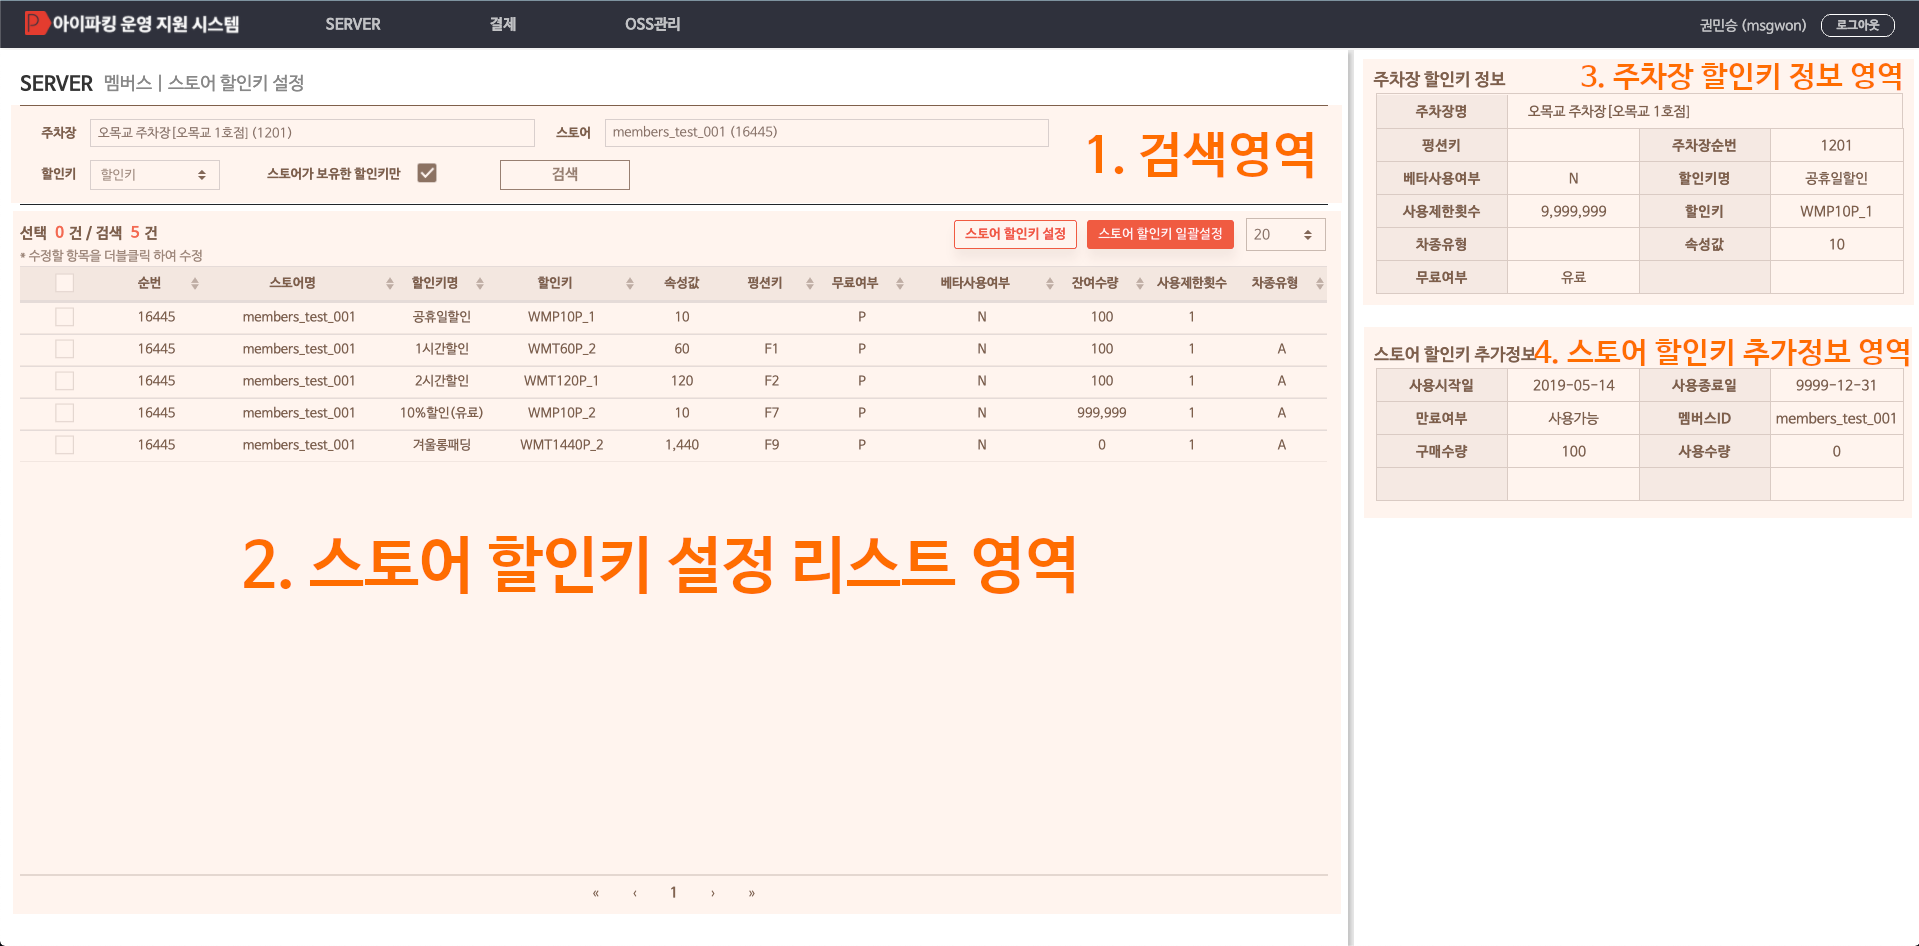 아이파킹 운영 지원 시스템 SERVER 결제 OSS관리 권민승 (msgwon) 로그아웃
SERVER 멤버스 | 스토어 할인키 설정
주차장 오목교 주차장[오목교 1호점] (1201) 스토어 members_test_001 (16445)
1. 검색영역
할인키 할인키 스토어가 보유한 할인키만 검색
선택 0 건 / 검색 5 건 스토어 할인키 설정 스토어 할인키 일괄설정 20
* 수정할 항목을 더블클릭 하여 수정
순번 스토어명 할인키명 할인키 속성값 평션키 무료여부 베타사용여부 잔여수량 사용제한횟수 차종유형
16445 members_test_001 공휴일할인 WMP10P_1 10 P N 100 1
16445 members_test_001 1시간할인 WMT60P_2 60 F1 P N 100 1 A
16445 members_test_001 2시간할인 WMT120P_1 120 F2 P N 100 1 A
16445 members_test_001 10%할인(유료) WMP10P_2 10 F7 P N 999,999 1 A
16445 members_test_001 겨울롱패딩 WMT1440P_2 1,440 F9 P N 0 1 A
2. 스토어 할인키 설정 리스트 영역
« ‹ 1 › »
주차장 할인키 정보 3. 주차장 할인키 정보 영역
주차장명 오목교 주차장[오목교 1호점]
평션키 주차장순번 1201
베타사용여부 N 할인키명 공휴일할인
사용제한횟수 9,999,999 할인키 WMP10P_1
차종유형 속성값 10
무료여부 유료
스토어 할인키 추가정보 4. 스토어 할인키 추가정보 영역
사용시작일 2019-05-14 사용종료일 9999-12-31
만료여부 사용가능 멤버스ID members_test_001
구매수량 100 사용수량 0